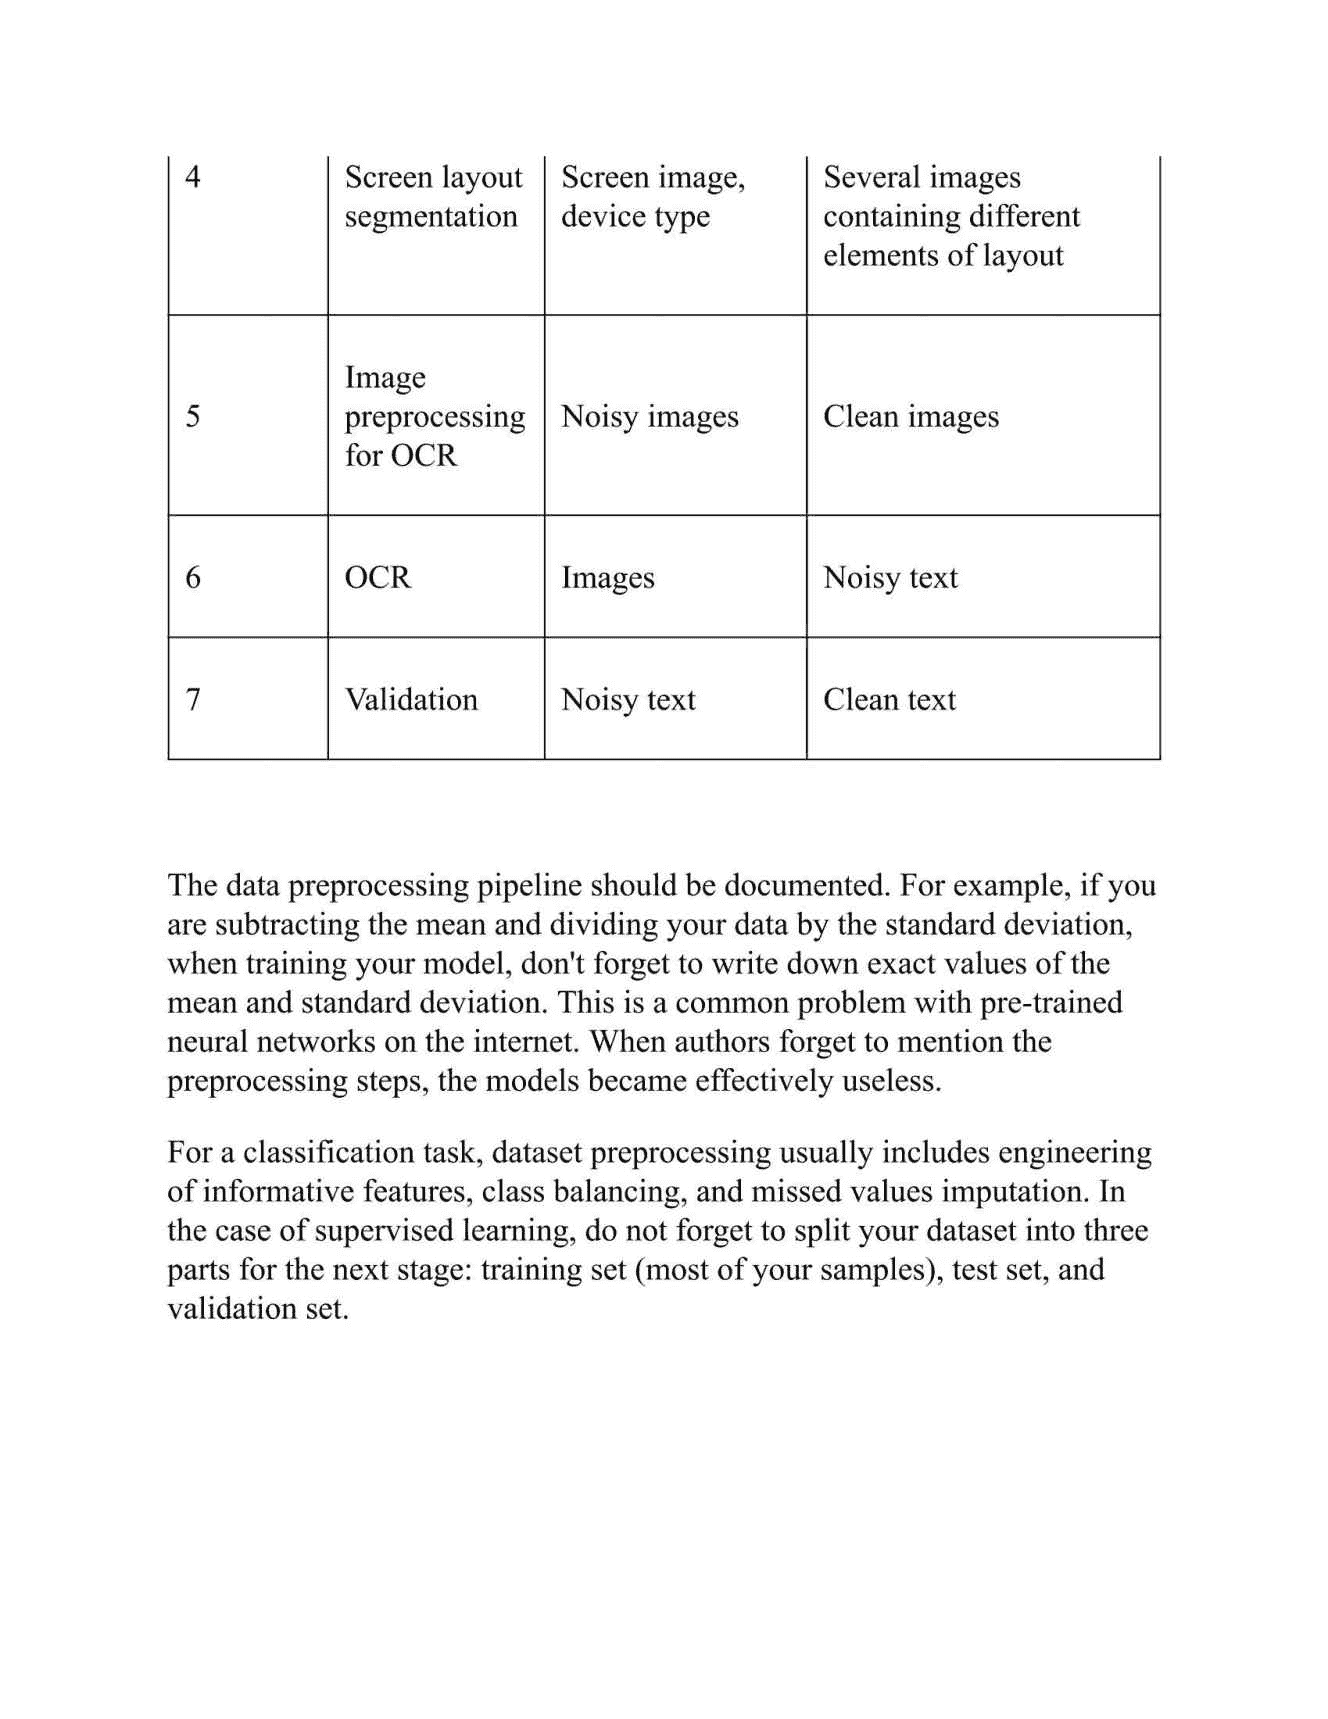 4
Screen layout
segmentation
Screen image,
device type
Several images
containing different
elements of layout
5
Image
preprocessing
for OCR
Noisy images
Clean images
6
OCR
Images
Noisy text
7
Validation
Noisy text
Clean text
The data preprocessing pipeline should be documented. For example, if you
are subtracting the mean and dividing your data by the standard deviation,
when training your model, don't forget to write down exact values of the
mean and standard deviation. This is a common problem with pre-trained
neural networks on the internet. When authors forget to mention the
preprocessing steps, the models became effectively useless.
For a classification task, dataset preprocessing usually includes engineering
of informative features, class balancing, and missed values imputation. In
the case of supervised learning, do not forget to split your dataset into three
parts for the next stage: training set (most of your samples), test set, and
validation set.